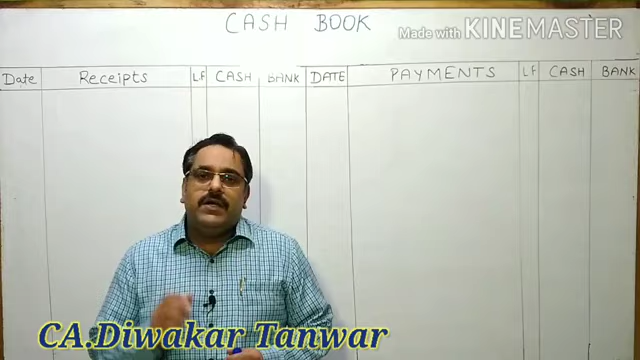 CASH BOOK
Made with KINEMASTER
Date Receipts LF CASH BANK DATE PAYMENTS LF CASH BANK
CA.Diwakar Tanwar